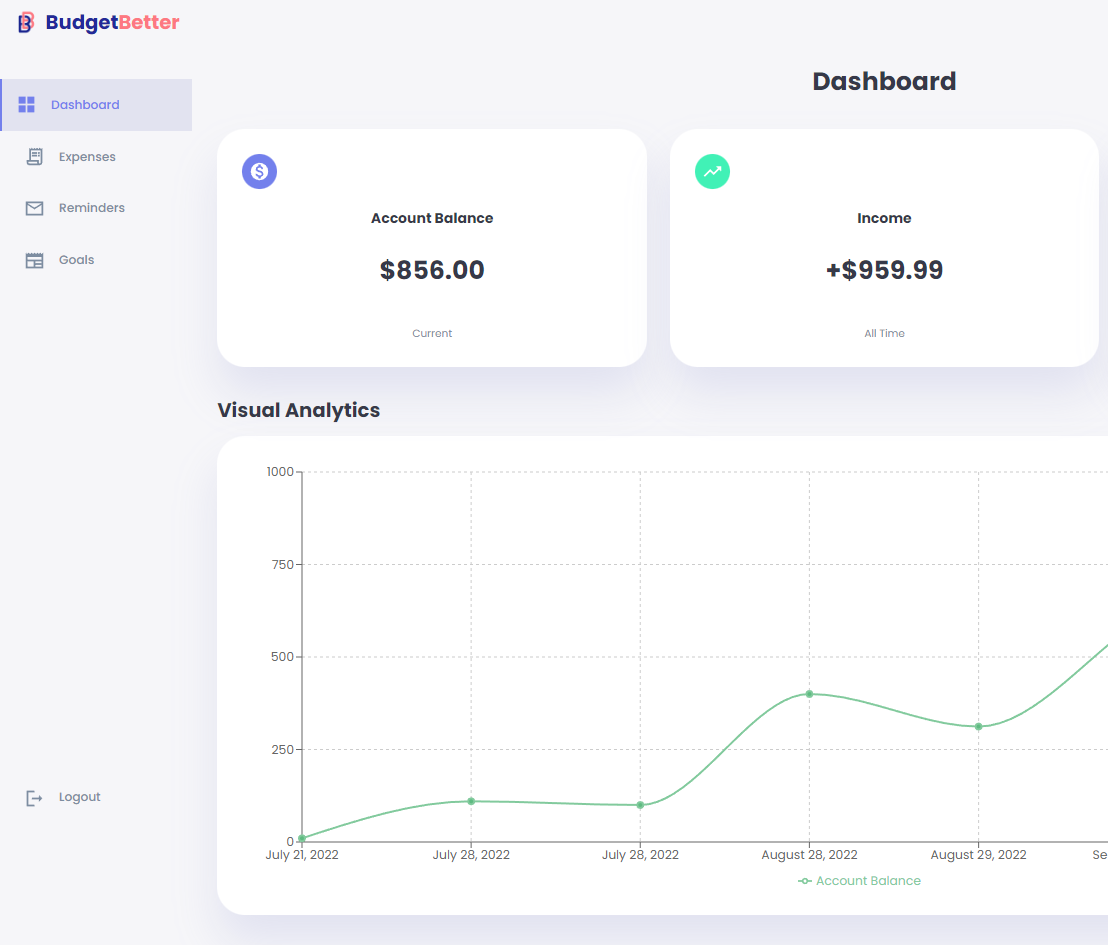 BudgetBetter
Dashboard
Expenses
Reminders
Goals
Logout
Dashboard
Account Balance
$856.00
Current
Income
+$959.99
All Time
Visual Analytics
1000
750
500
250
0
July 21, 2022 July 28, 2022 July 28, 2022 August 28, 2022 August 29, 2022 Se
Account Balance